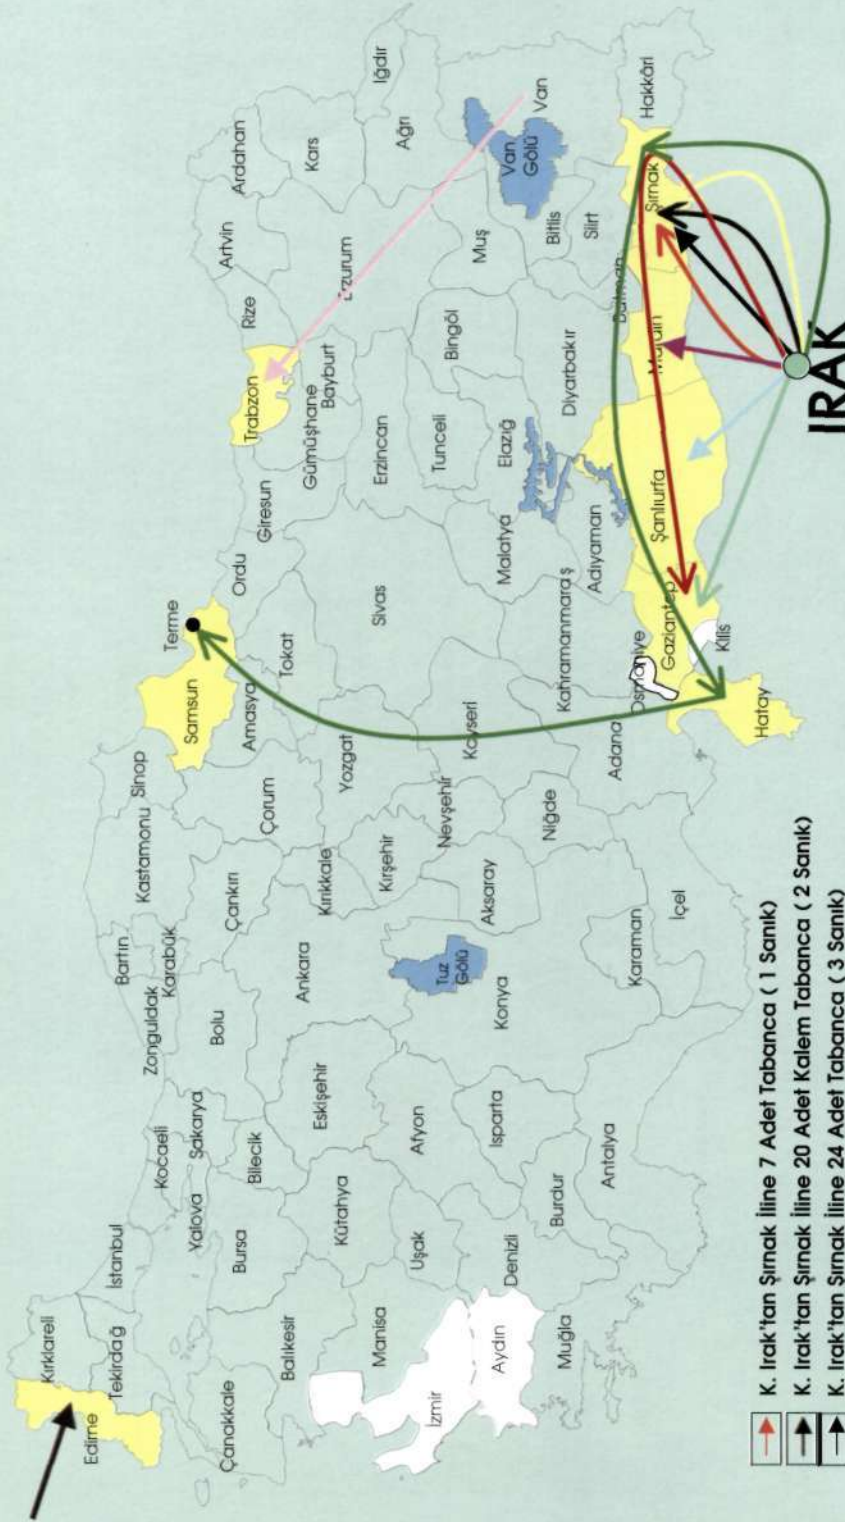 Kırklareli
Edirne
Tekirdağ
İstanbul
Kocaeli
Yalova
Sakarya
Çanakkale
Bursa
Bilecik
Balıkesir
Zonguldak
Bartın
Karabük
Kastamonu
Sinop
Bolu
Çankırı
Çorum
Samsun
Terme
Amasya
Ordu
Tokat
Giresun
Trabzon
Rize
Artvin
Ardahan
Gümüşhane
Bayburt
Kars
Erzurum
Iğdır
Ağrı
Eskişehir
Ankara
Kırıkkale
Yozgat
Sivas
Erzincan
Kütahya
Manisa
Uşak
Afyon
Kırşehir
Nevşehir
Kayseri
Tunceli
Bingöl
Muş
Van
Van
Gölü
İzmir
Aydın
Denizli
Isparta
Tuz
Gölü
Konya
Aksaray
Niğde
Malatya
Elazığ
Diyarbakır
Bitlis
Siirt
Muğla
Burdur
Antalya
Karaman
İçel
Adana
Kahramanmaraş
Adıyaman
Batman
Osmaniye
Gaziantep
Şanlıurfa
Mardin
Şırnak
Hakkâri
Hatay
Kilis
IRAK
K. Irak'tan Şırnak İline 7 Adet Tabanca ( 1 Sanık)
K. Irak'tan Şırnak İline 20 Adet Kalem Tabanca ( 2 Sanık)
K. Irak'tan Şırnak İline 24 Adet Tabanca ( 3 Sanık)